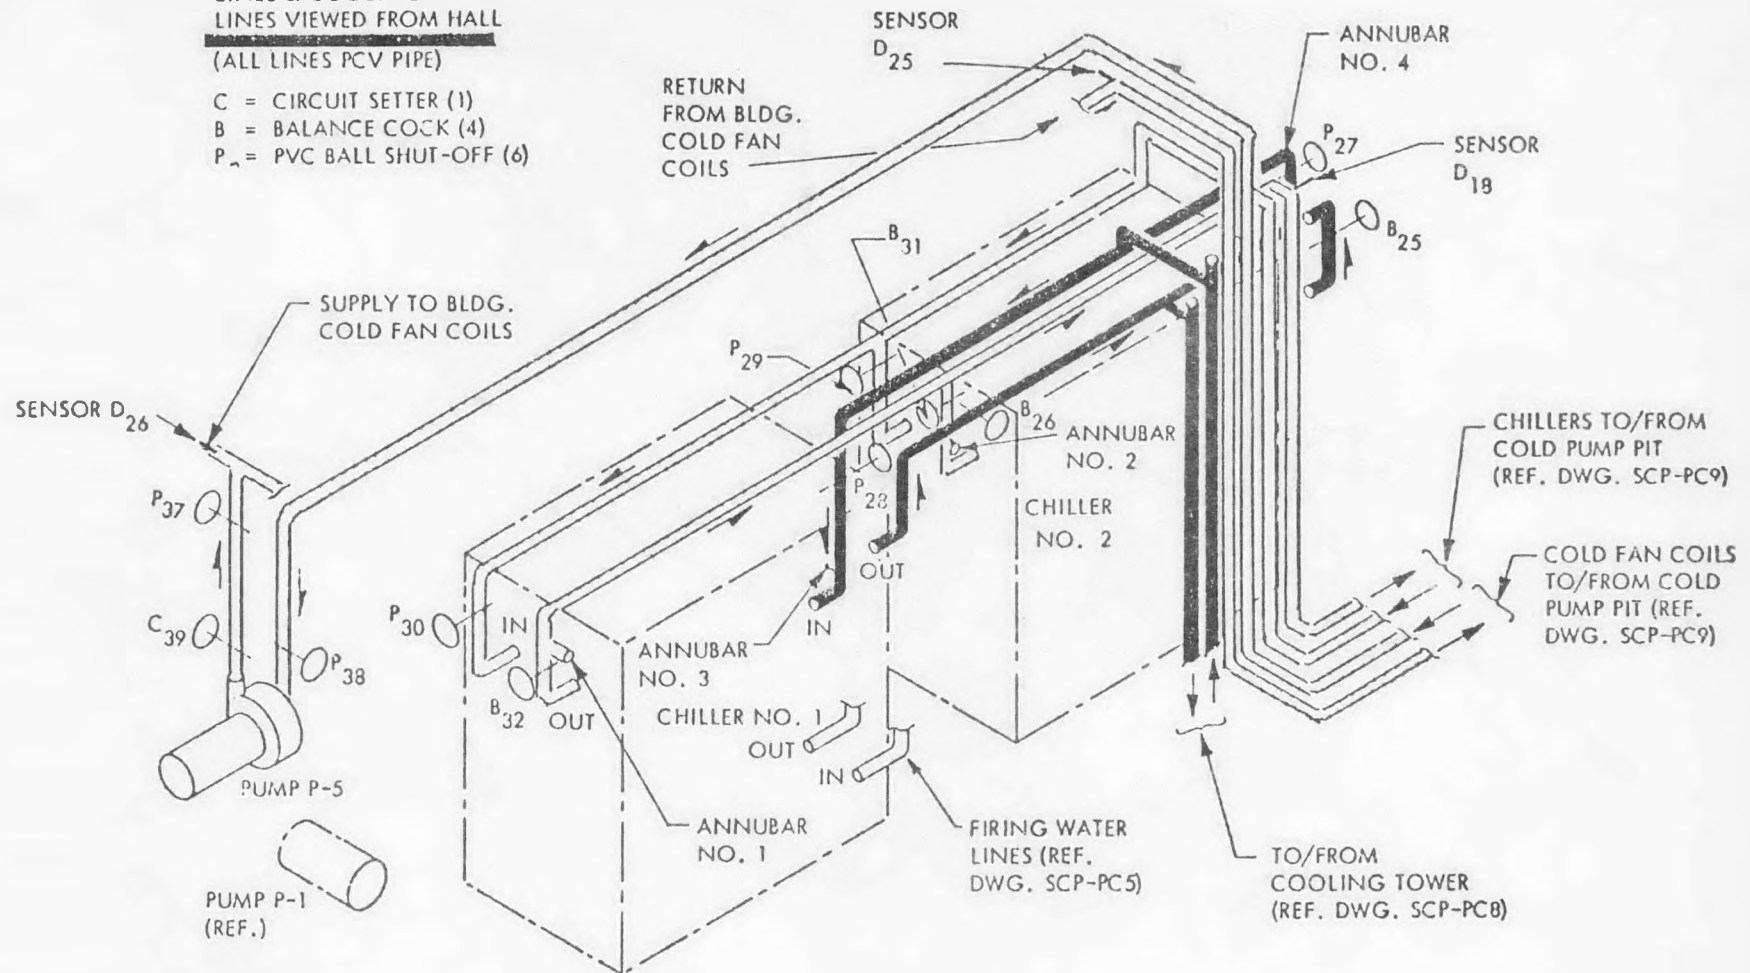 LINES VIEWED FROM HALL
(ALL LINES PCV PIPE)
C = CIRCUIT SETTER (1)
B = BALANCE COCK (4)
P = PVC BALL SHUT-OFF (6)
SENSOR
D25
ANNUBAR
NO. 4
RETURN
FROM BLDG.
COLD FAN
COILS
P27
SENSOR
D18
B25
B31
SUPPLY TO BLDG.
COLD FAN COILS
P29
SENSOR D26
B26
ANNUBAR
NO. 2
CHILLERS TO/FROM
COLD PUMP PIT
(REF. DWG. SCP-PC9)
P37
P28
CHILLER
NO. 2
COLD FAN COILS
TO/FROM COLD
PUMP PIT (REF.
DWG. SCP-PC9)
OUT
C39
P30
IN
IN
ANNUBAR
NO. 3
P38
B32
OUT
CHILLER NO. 1
OUT
IN
PUMP P-5
ANNUBAR
NO. 1
FIRING WATER
LINES (REF.
DWG. SCP-PC5)
TO/FROM
COOLING TOWER
(REF. DWG. SCP-PC8)
PUMP P-1
(REF.)